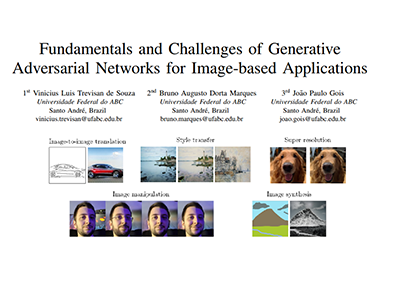 Fundamentals and Challenges of Generative
Adversarial Networks for Image-based Applications
1st Vinicius Luis Trevisan de Souza
Universidade Federal do ABC
Santo André, Brazil
vinicius.trevisan@ufabc.edu.br
2nd Bruno Augusto Dorta Marques
Universidade Federal do ABC
Santo André, Brazil
bruno.marques@ufabc.edu.br
3rd João Paulo Gois
Universidade Federal do ABC
Santo André, Brazil
joao.gois@ufabc.edu.br
Image-to-image translation
Style transfer
Super resolution
Image manipulation
Image synthesis